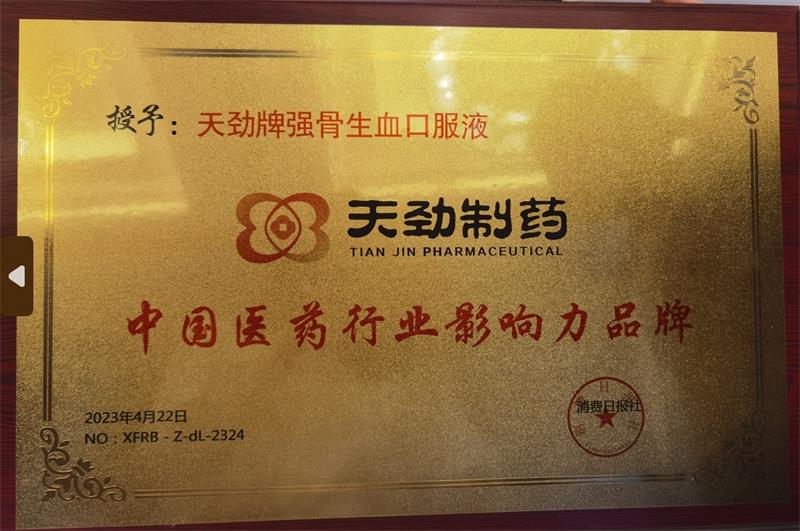 授予：天劲牌强骨生血口服液
天劲制药
TIAN JIN PHARMACEUTICAL
中国医药行业影响力品牌
2023年4月22日
NO：XFRB - Z-dL-2324
消费日报社